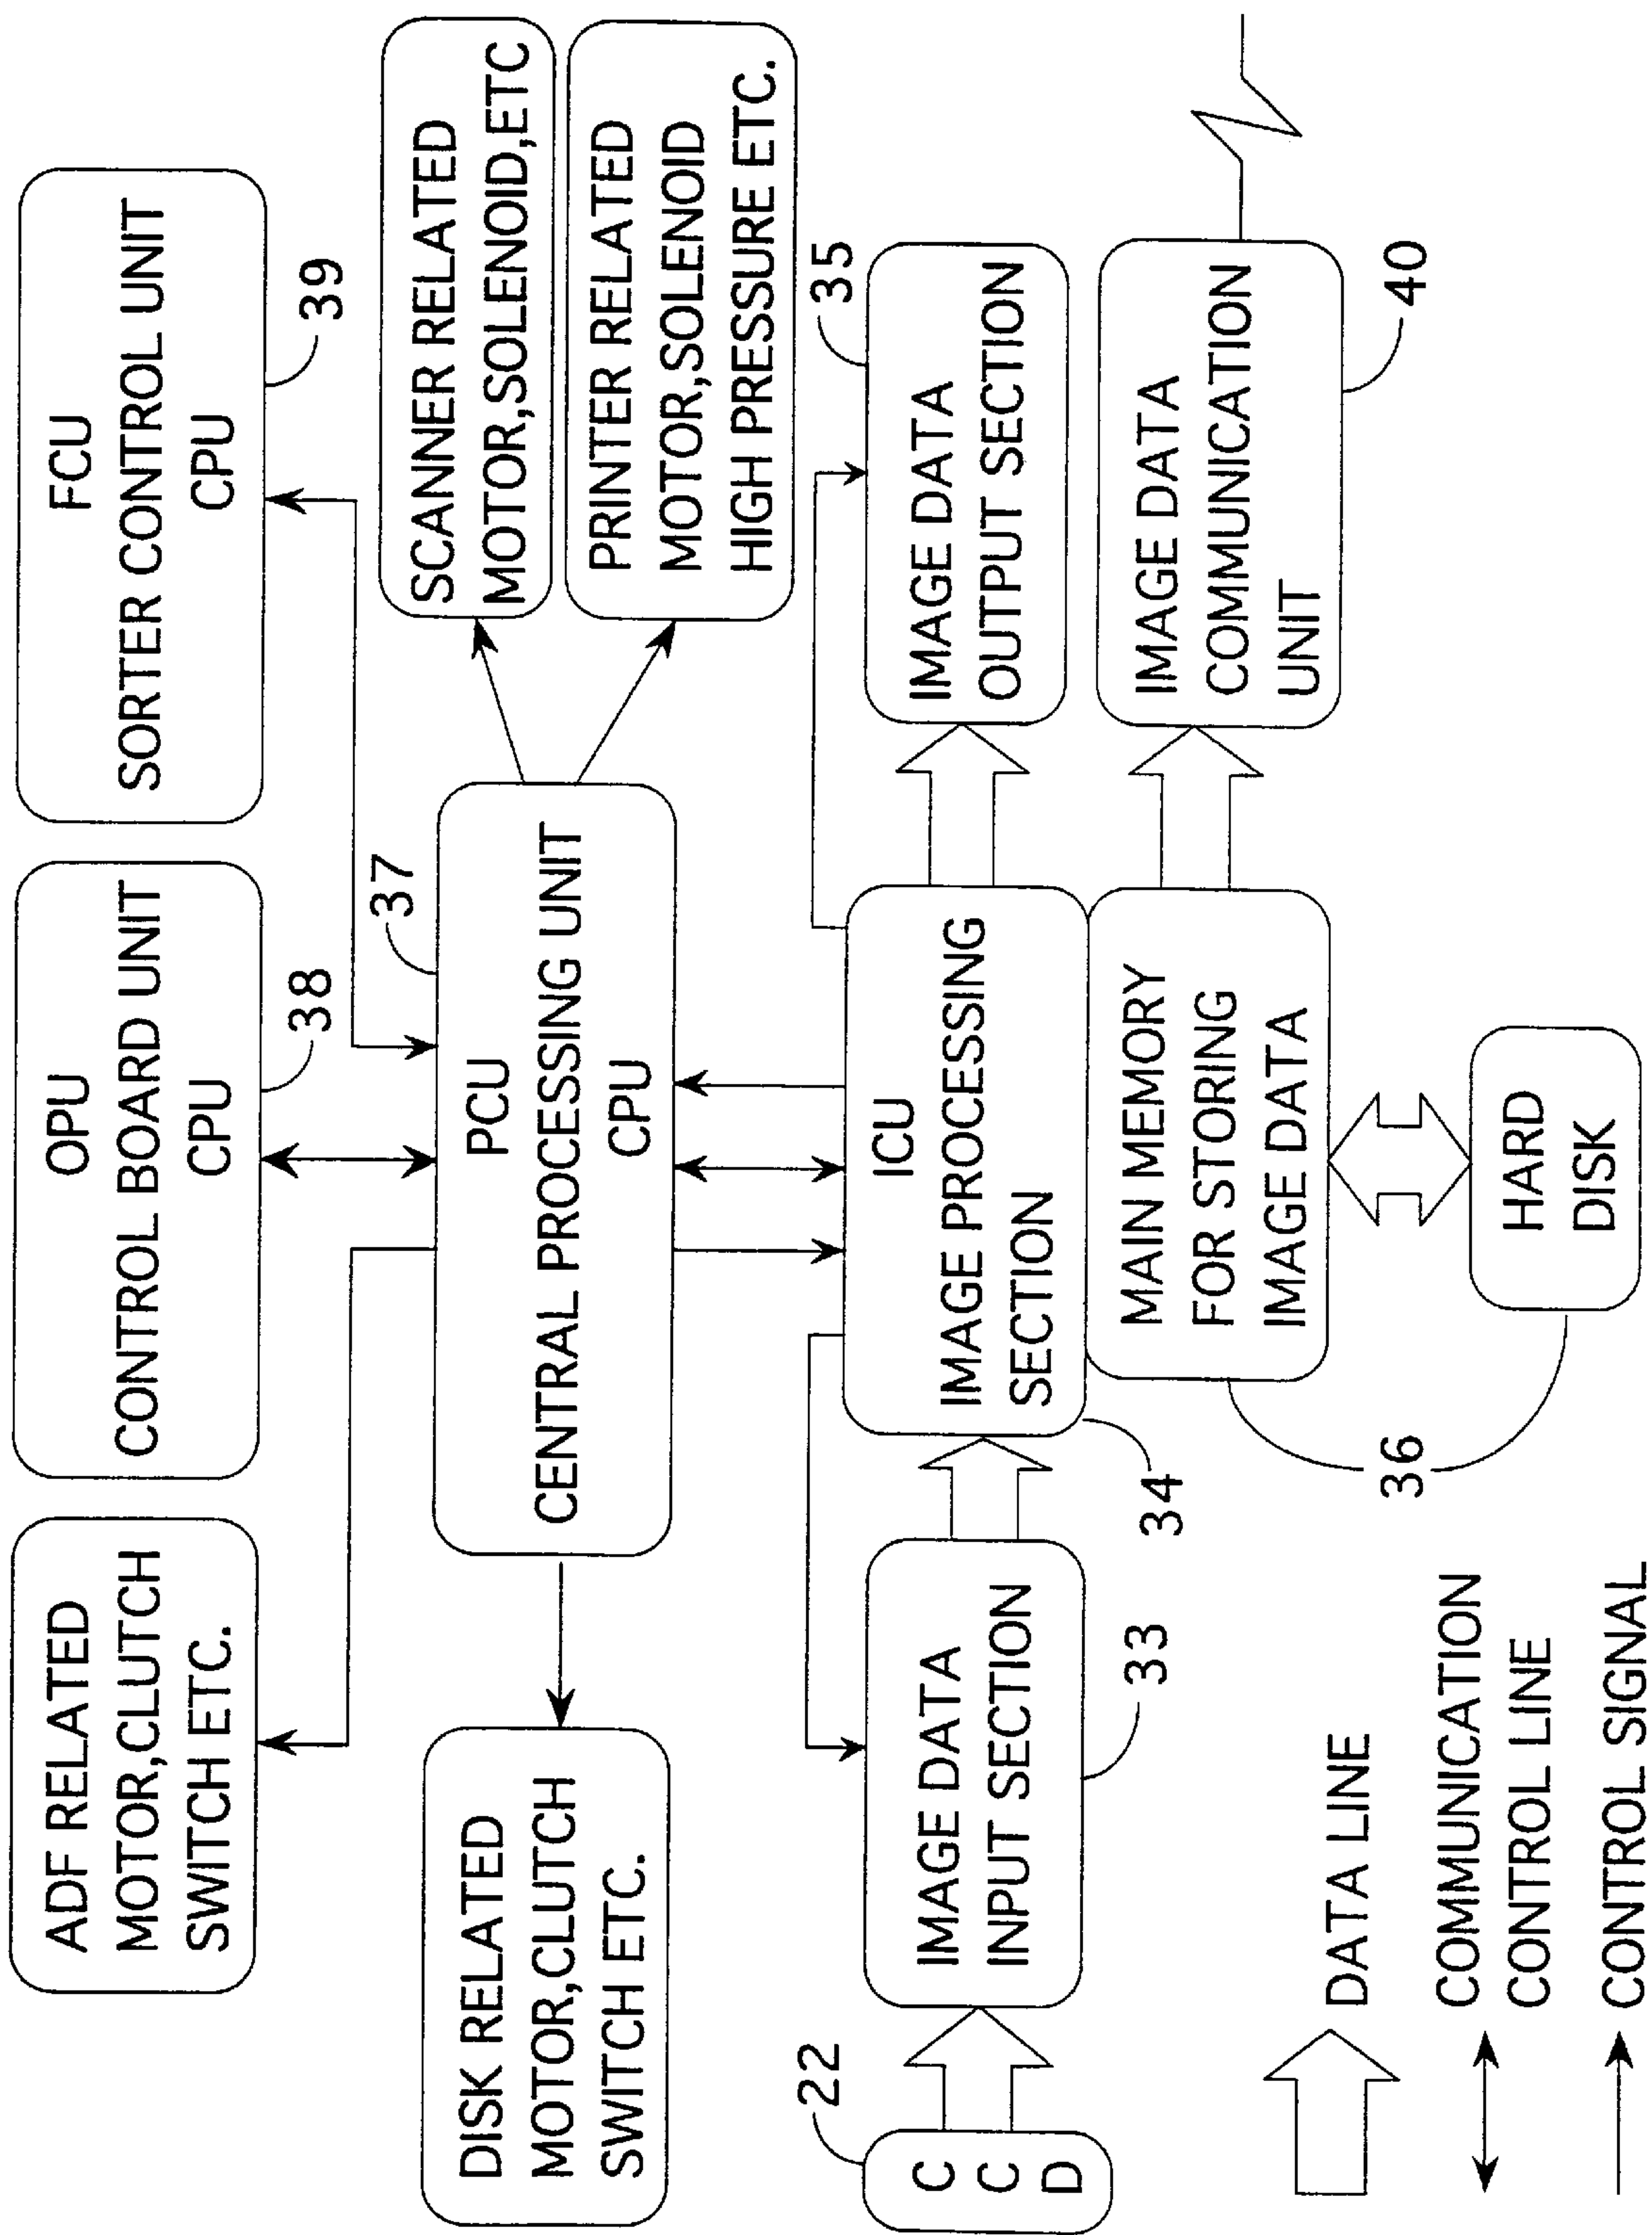 ADF RELATED
MOTOR,CLUTCH
SWITCH ETC.
OPU
CONTROL BOARD UNIT
CPU
38
FCU
SORTER CONTROL UNIT
CPU
39
DISK RELATED
MOTOR,CLUTCH
SWITCH ETC.
37
PCU
CENTRAL PROCESSING UNIT
CPU
SCANNER RELATED
MOTOR,SOLENOID,ETC
PRINTER RELATED
MOTOR,SOLENOID
HIGH PRESSURE ETC.
22
C
C
D
IMAGE DATA
INPUT SECTION
33
ICU
IMAGE PROCESSING
SECTION
34
35
IMAGE DATA
OUTPUT SECTION
MAIN MEMORY
FOR STORING
IMAGE DATA
IMAGE DATA
COMMUNICATION
UNIT
40
36
HARD
DISK
DATA LINE
COMMUNICATION
CONTROL LINE
CONTROL SIGNAL